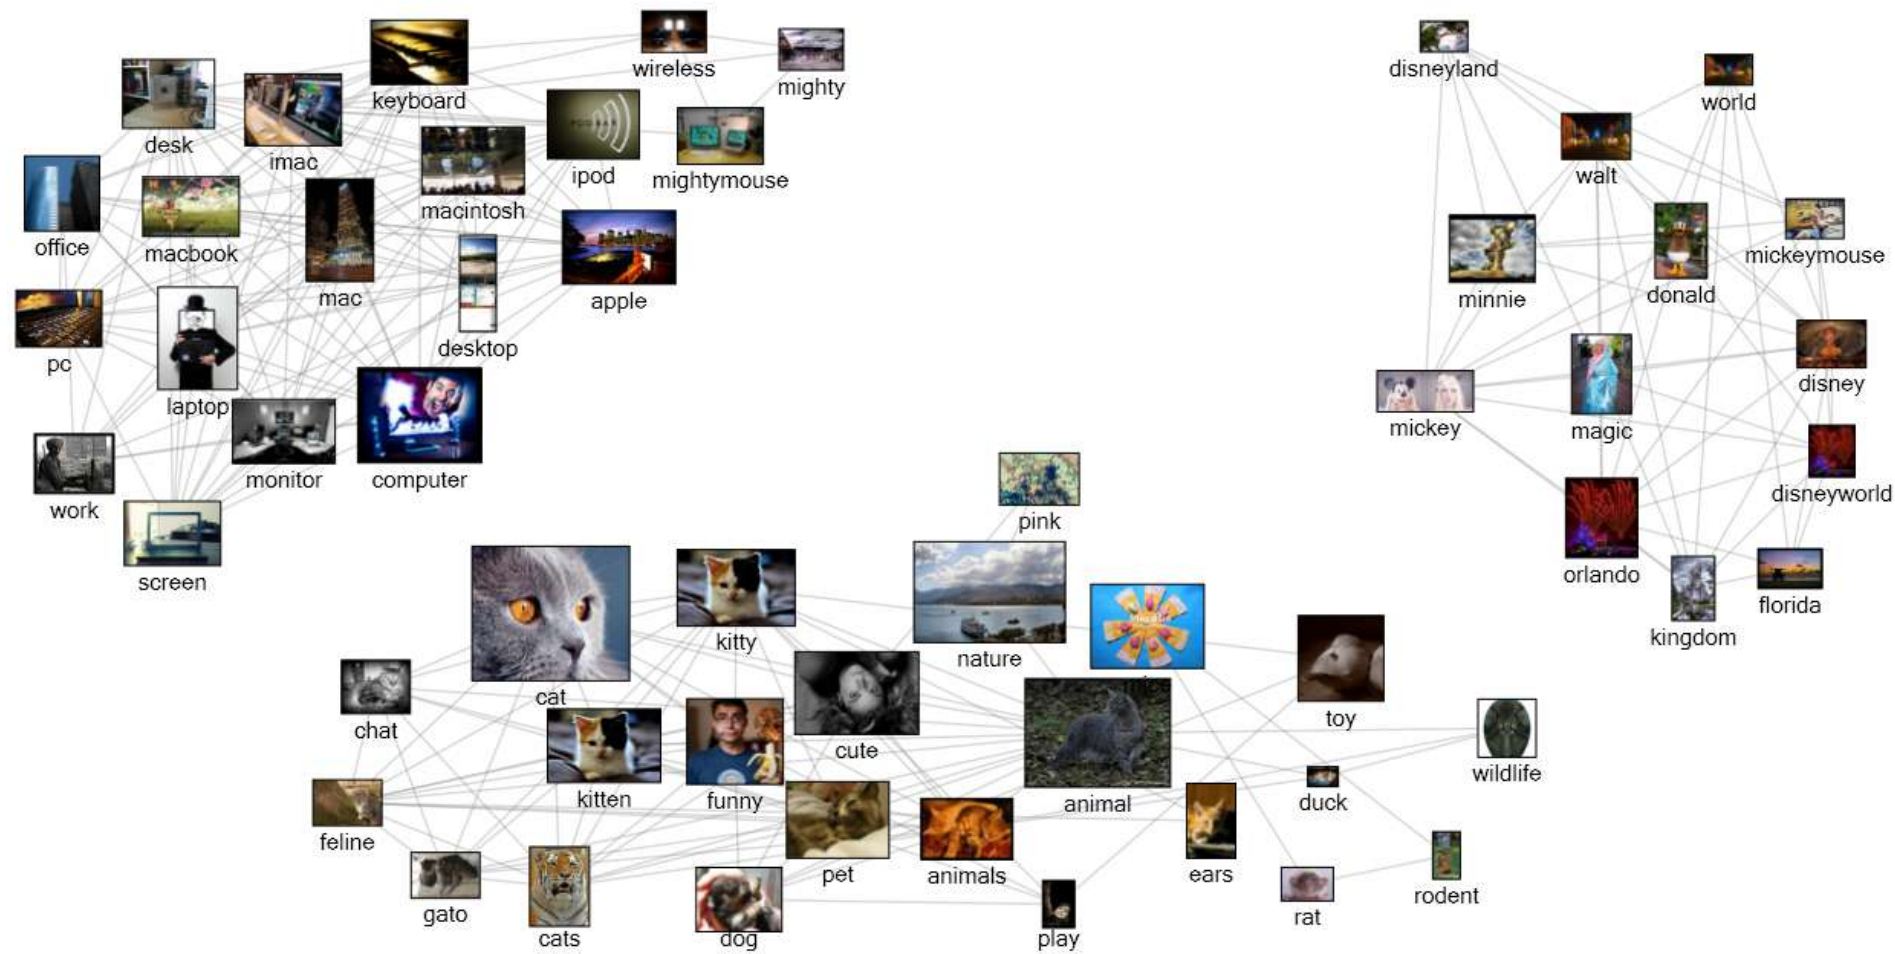 keyboard
wireless
mighty
desk
imac
macintosh
ipod
mightymouse
office
macbook
mac
apple
pc
laptop
desktop
work
monitor
computer
screen
disneyland
world
walt
mickeymouse
minnie
donald
disney
mickey
magic
disneyworld
orlando
florida
kingdom
pink
cat
kitty
nature
toy
chat
kitten
funny
cute
animal
duck
wildlife
feline
gato
cats
dog
pet
animals
play
ears
rat
rodent